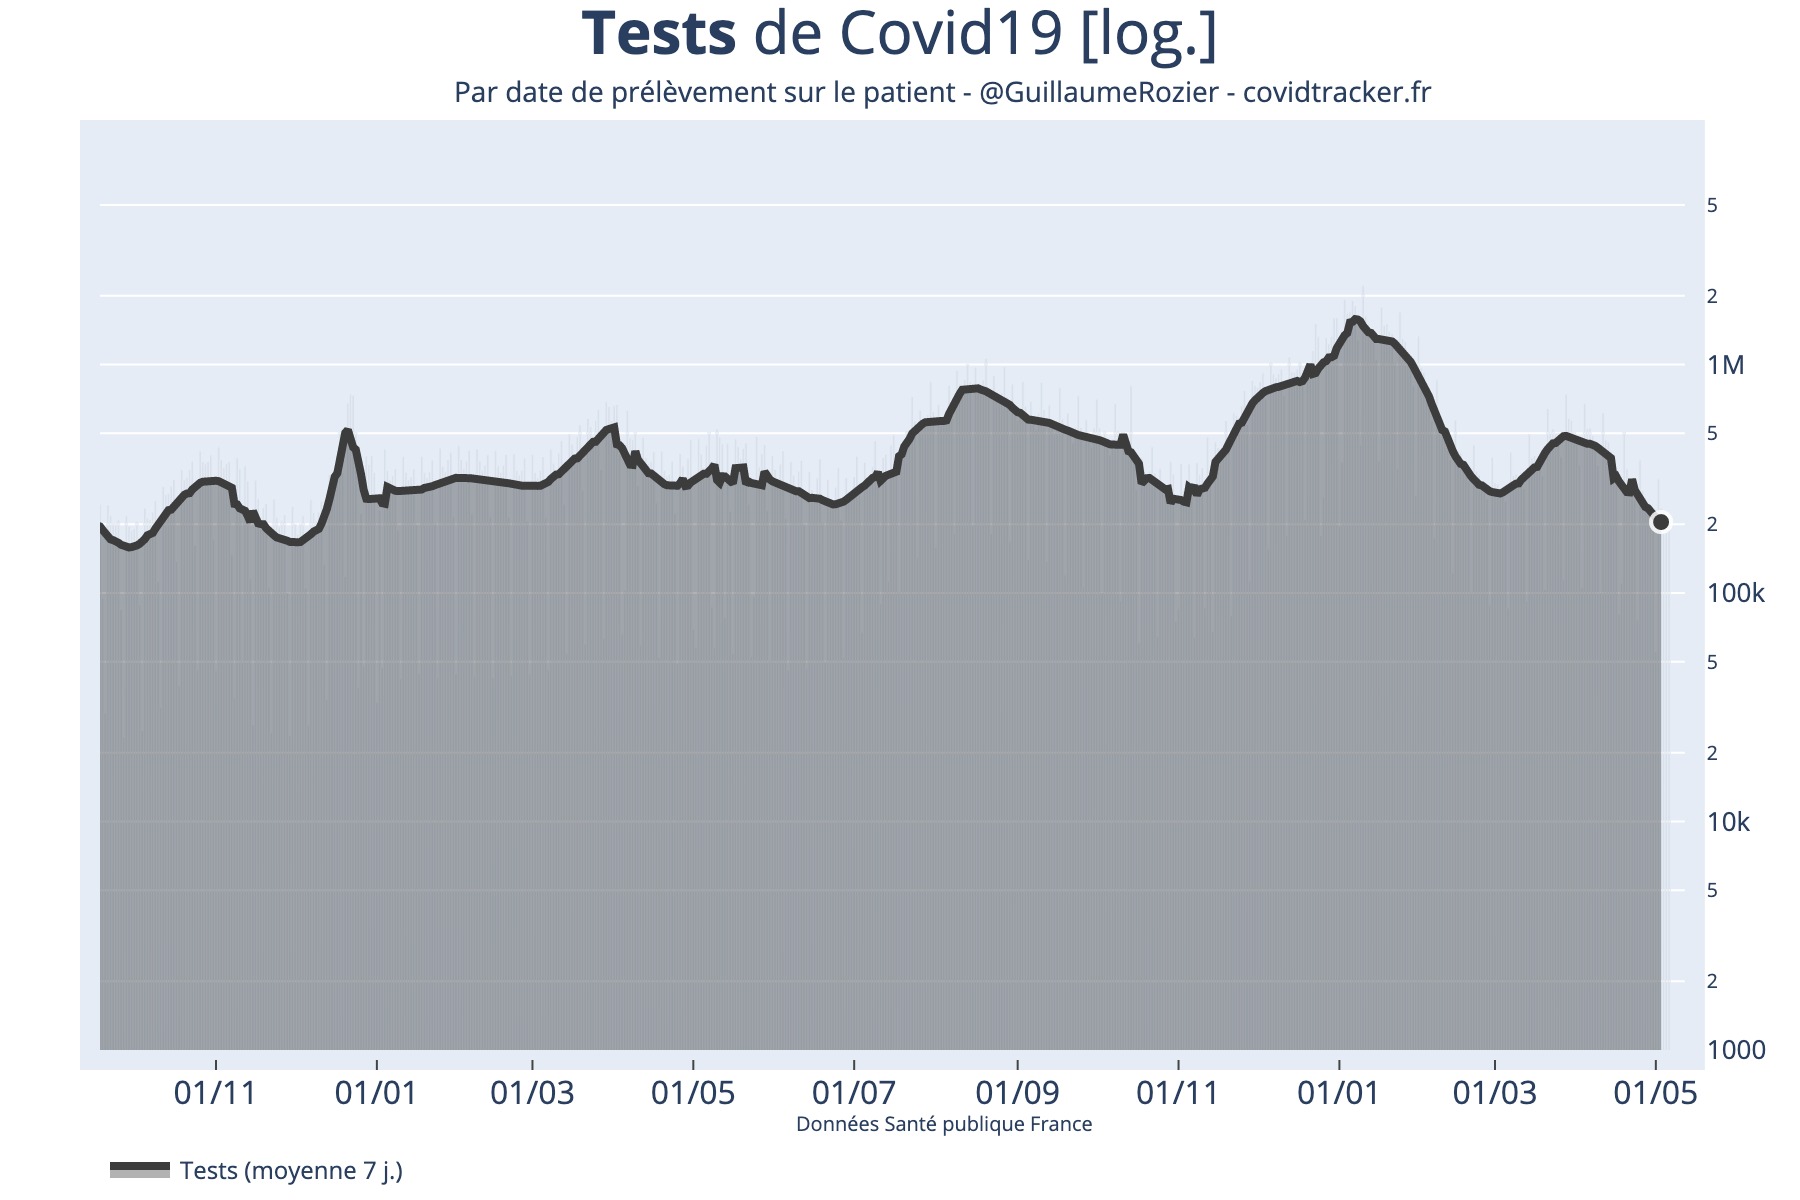 Tests de Covid19 [log.]
Par date de prélèvement sur le patient - @GuillaumeRozier - covidtracker.fr
5
2
1M
5
2
100k
5
2
10k
5
2
1000
01/11 01/01 01/03 01/05 01/07 01/09 01/11 01/01 01/03 01/05
Données Santé publique France
Tests (moyenne 7 j.)